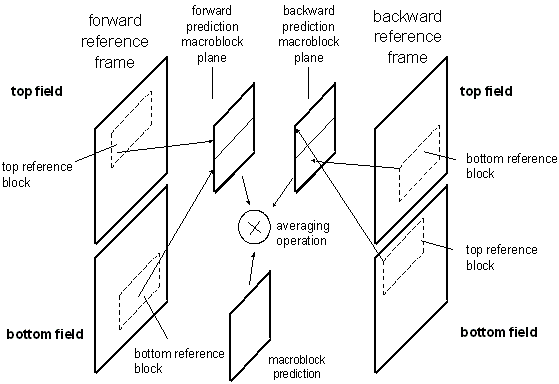 forward
reference
frame
forward
prediction
macroblock
plane
backward
prediction
macroblock
plane
backward
reference
frame
top field
top field
top reference
block
bottom reference
block
averaging
operation
top reference
block
bottom field
bottom reference
block
macroblock
prediction
bottom field